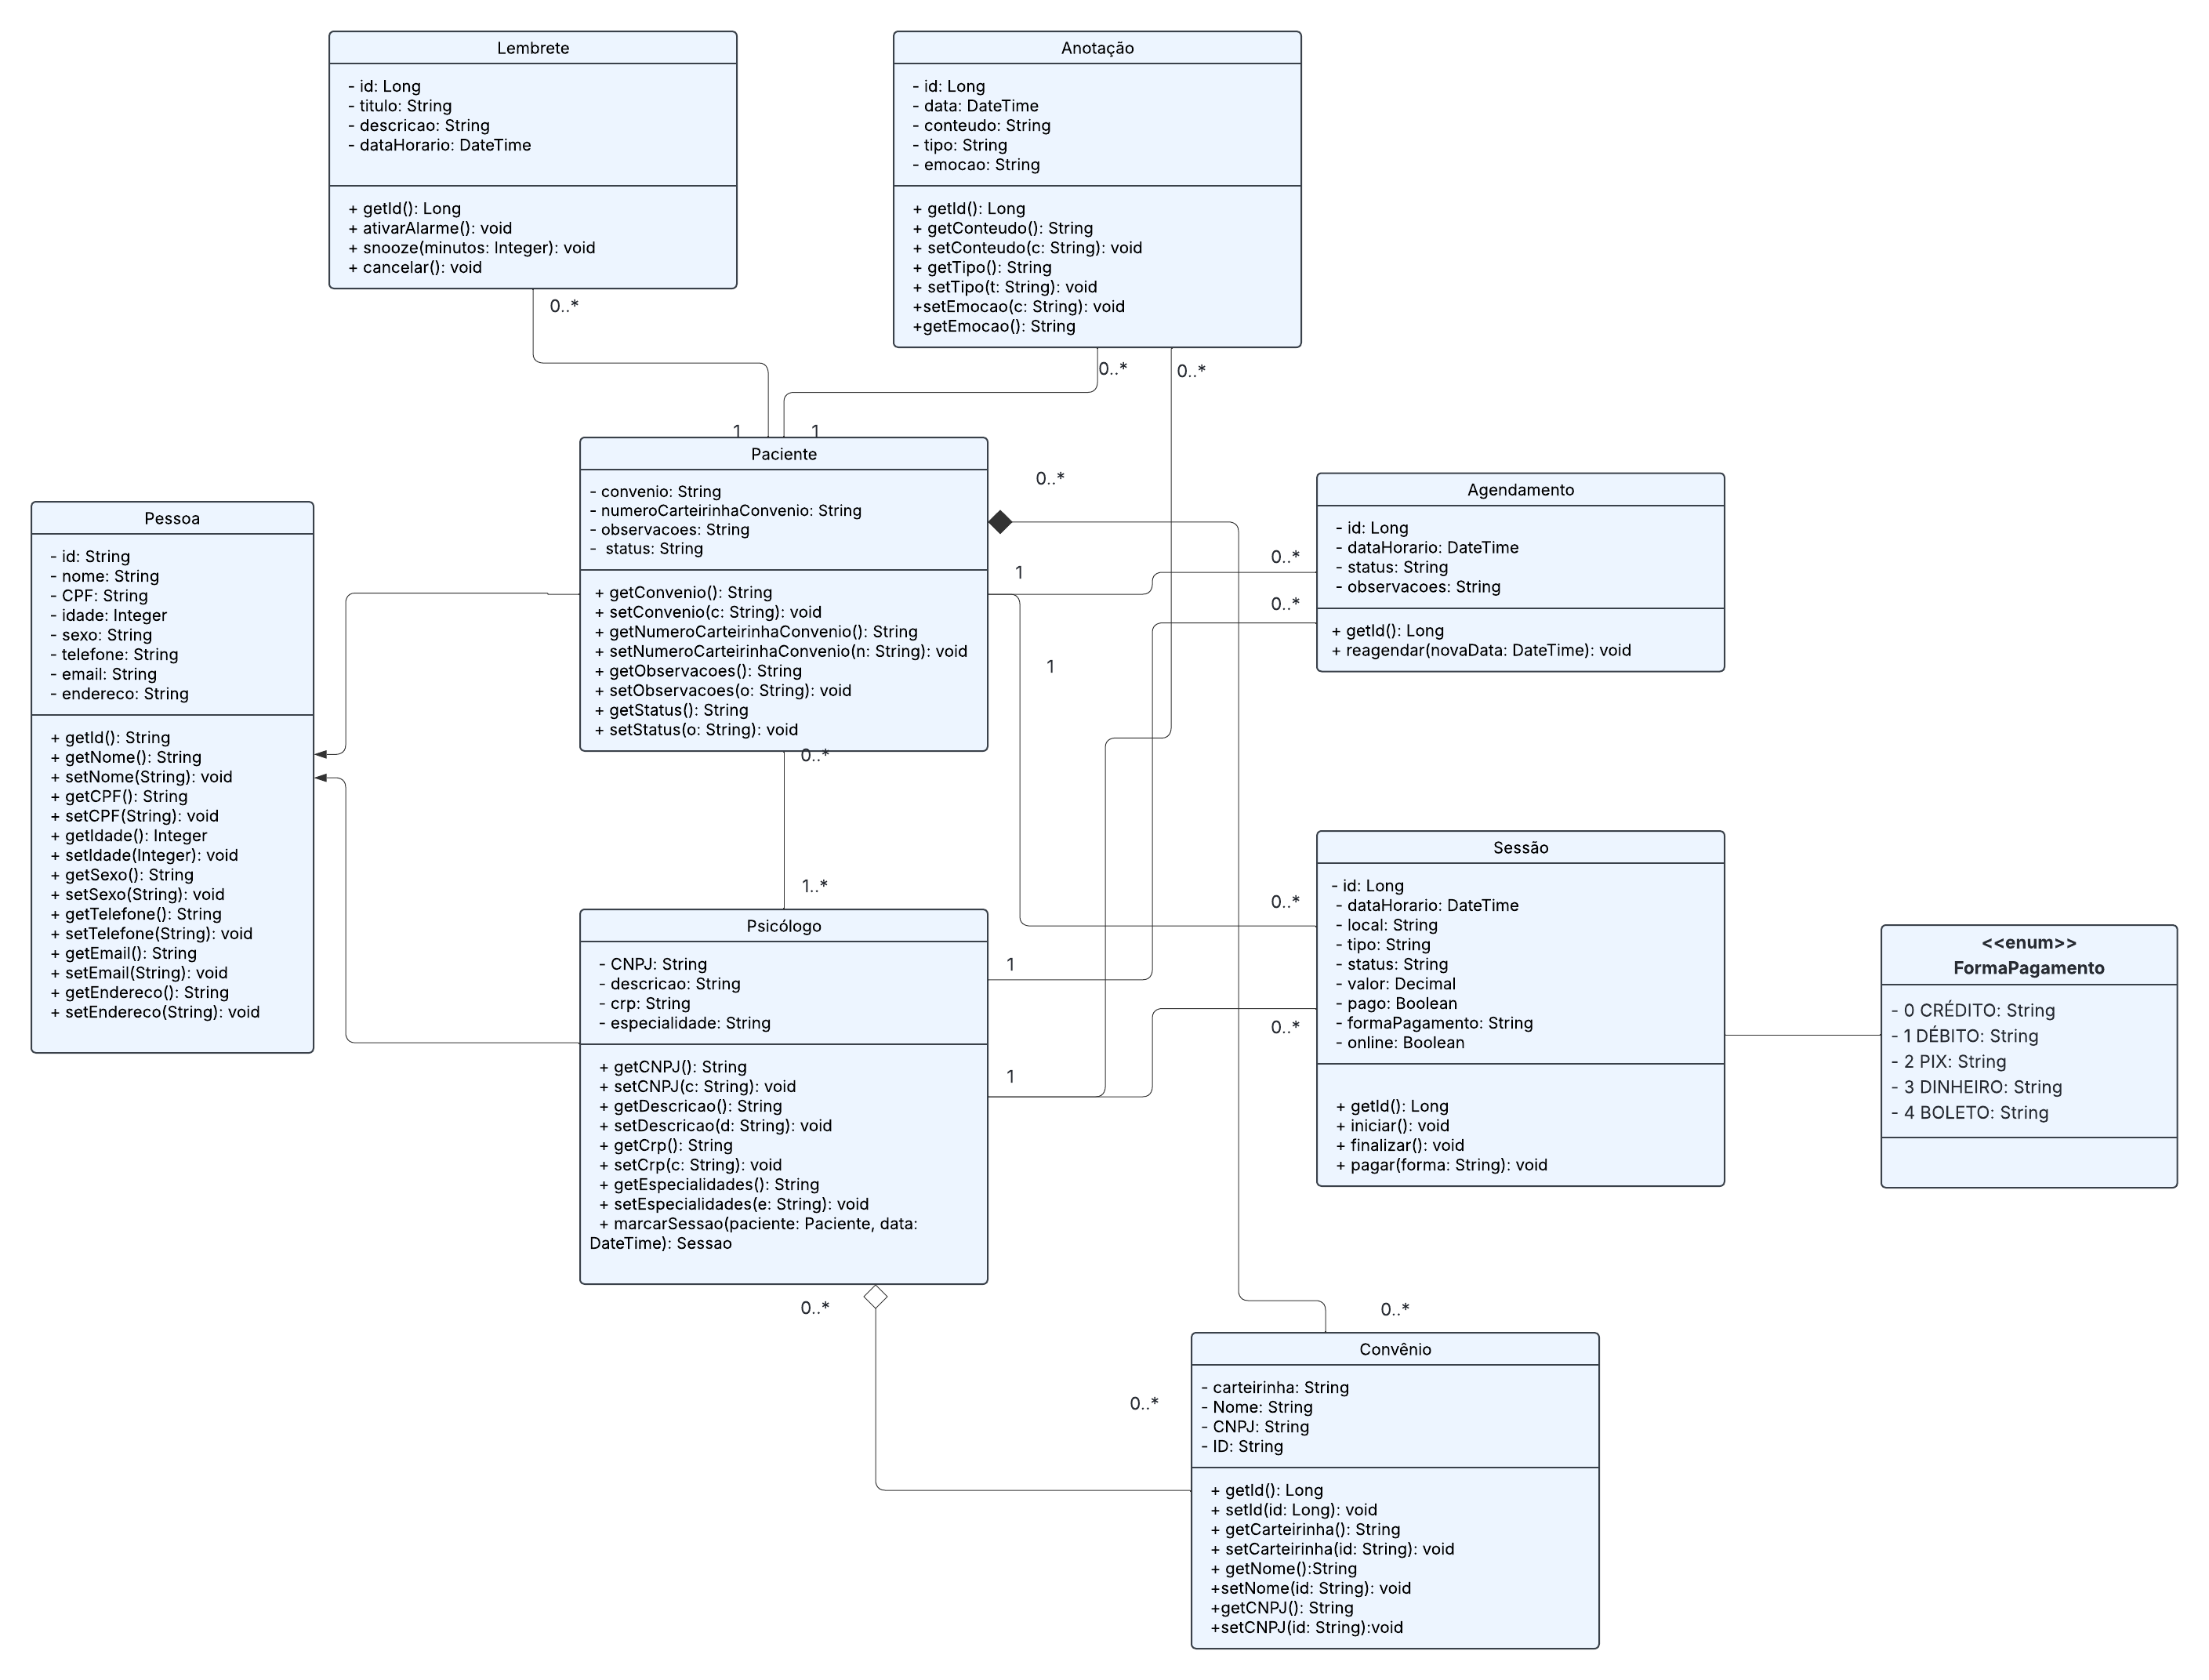 Lembrete
- id: Long
- titulo: String
- descricao: String
- dataHorario: DateTime
+ getId(): Long
+ ativarAlarme(): void
+ snooze(minutos: Integer): void
+ cancelar(): void
0..*
Anotação
- id: Long
- data: DateTime
- conteudo: String
- tipo: String
- emocao: String
+ getId(): Long
+ getConteudo(): String
+ setConteudo(c: String): void
+ getTipo(): String
+ setTipo(t: String): void
+setEmocao(c: String): void
+getEmocao(): String
0..*
0..*
1
1
Paciente
- convenio: String
- numeroCarteirinhaConvenio: String
- observacoes: String
- status: String
+ getConvenio(): String
+ setConvenio(c: String): void
+ getNumeroCarteirinhaConvenio(): String
+ setNumeroCarteirinhaConvenio(n: String): void
+ getObservacoes(): String
+ setObservacoes(o: String): void
+ getStatus(): String
+ setStatus(o: String): void
0..*
1
1
0..*
1..*
Agendamento
- id: Long
- dataHorario: DateTime
- status: String
- observacoes: String
+ getId(): Long
+ reagendar(novaData: DateTime): void
0..*
0..*
Pessoa
- id: String
- nome: String
- CPF: String
- idade: Integer
- sexo: String
- telefone: String
- email: String
- endereco: String
+ getId(): String
+ getNome(): String
+ setNome(String): void
+ getCPF(): String
+ setCPF(String): void
+ getIdade(): Integer
+ setIdade(Integer): void
+ getSexo(): String
+ setSexo(String): void
+ getTelefone(): String
+ setTelefone(String): void
+ getEmail(): String
+ setEmail(String): void
+ getEndereco(): String
+ setEndereco(String): void
Psicólogo
- CNPJ: String
- descricao: String
- crp: String
- especialidade: String
+ getCNPJ(): String
+ setCNPJ(c: String): void
+ getDescricao(): String
+ setDescricao(d: String): void
+ getCrp(): String
+ setCrp(c: String): void
+ getEspecialidades(): String
+ setEspecialidades(e: String): void
+ marcarSessao(paciente: Paciente, data:
DateTime): Sessao
1
1
0..*
0..*
0..*
Sessão
- id: Long
- dataHorario: DateTime
- local: String
- tipo: String
- status: String
- valor: Decimal
- pago: Boolean
- formaPagamento: String
- online: Boolean
+ getId(): Long
+ iniciar(): void
+ finalizar(): void
+ pagar(forma: String): void
<<enum>>
FormaPagamento
- 0 CRÉDITO: String
- 1 DÉBITO: String
- 2 PIX: String
- 3 DINHEIRO: String
- 4 BOLETO: String
0..*
0..*
Convênio
- carteirinha: String
- Nome: String
- CNPJ: String
- ID: String
+ getId(): Long
+ setId(id: Long): void
+ getCarteirinha(): String
+ setCarteirinha(id: String): void
+ getNome():String
+setNome(id: String): void
+getCNPJ(): String
+setCNPJ(id: String):void